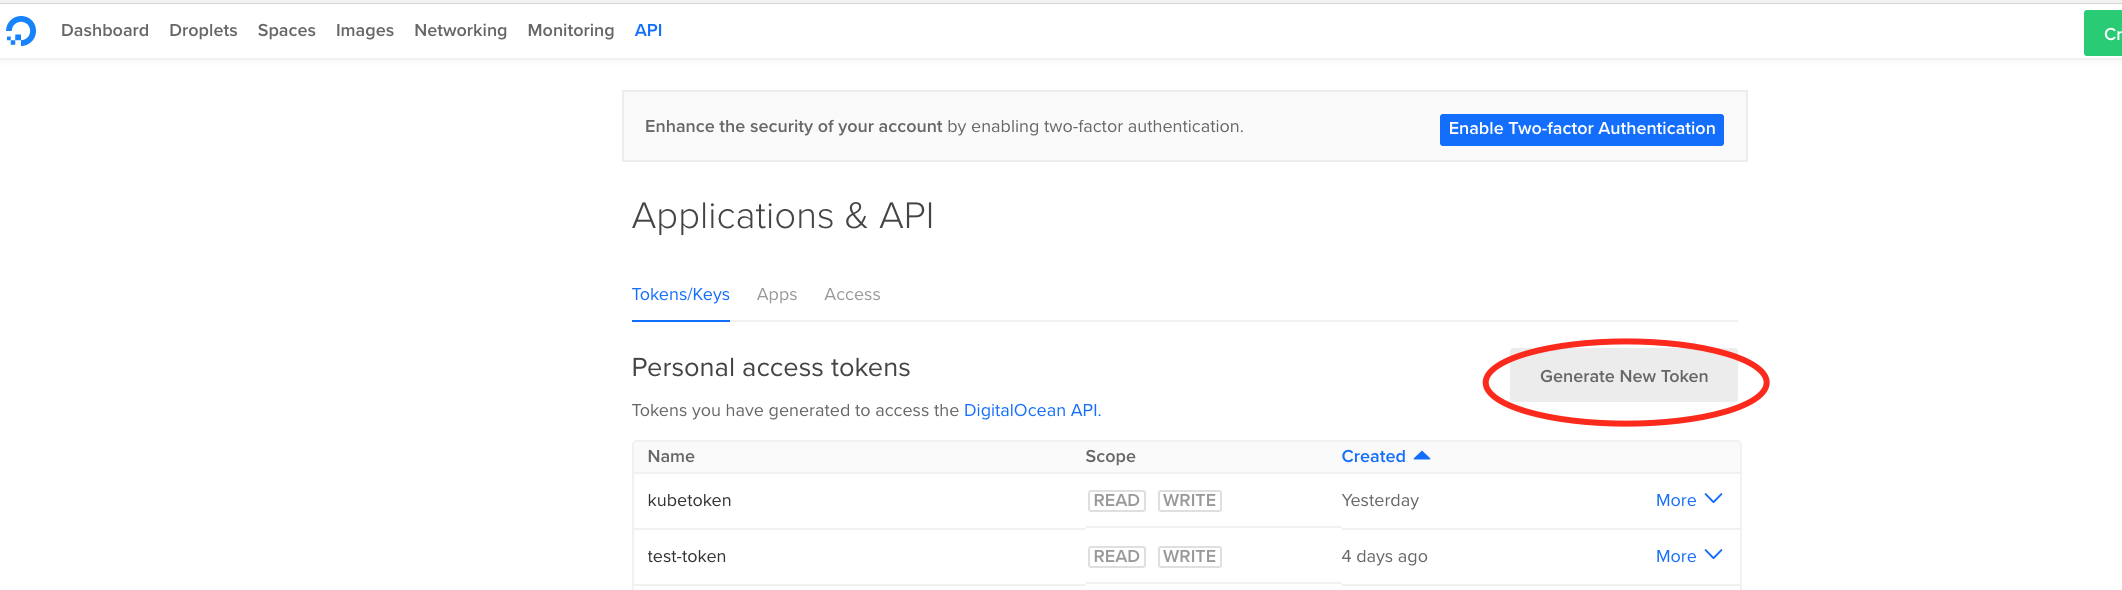 Dashboard Droplets Spaces Images Networking Monitoring API Cr
Enhance the security of your account by enabling two-factor authentication. Enable Two-factor Authentication
Applications & API
Tokens/Keys Apps Access
Personal access tokens Generate New Token
Tokens you have generated to access the DigitalOcean API.
Name Scope Created
kubetoken READ WRITE Yesterday More
test-token READ WRITE 4 days ago More